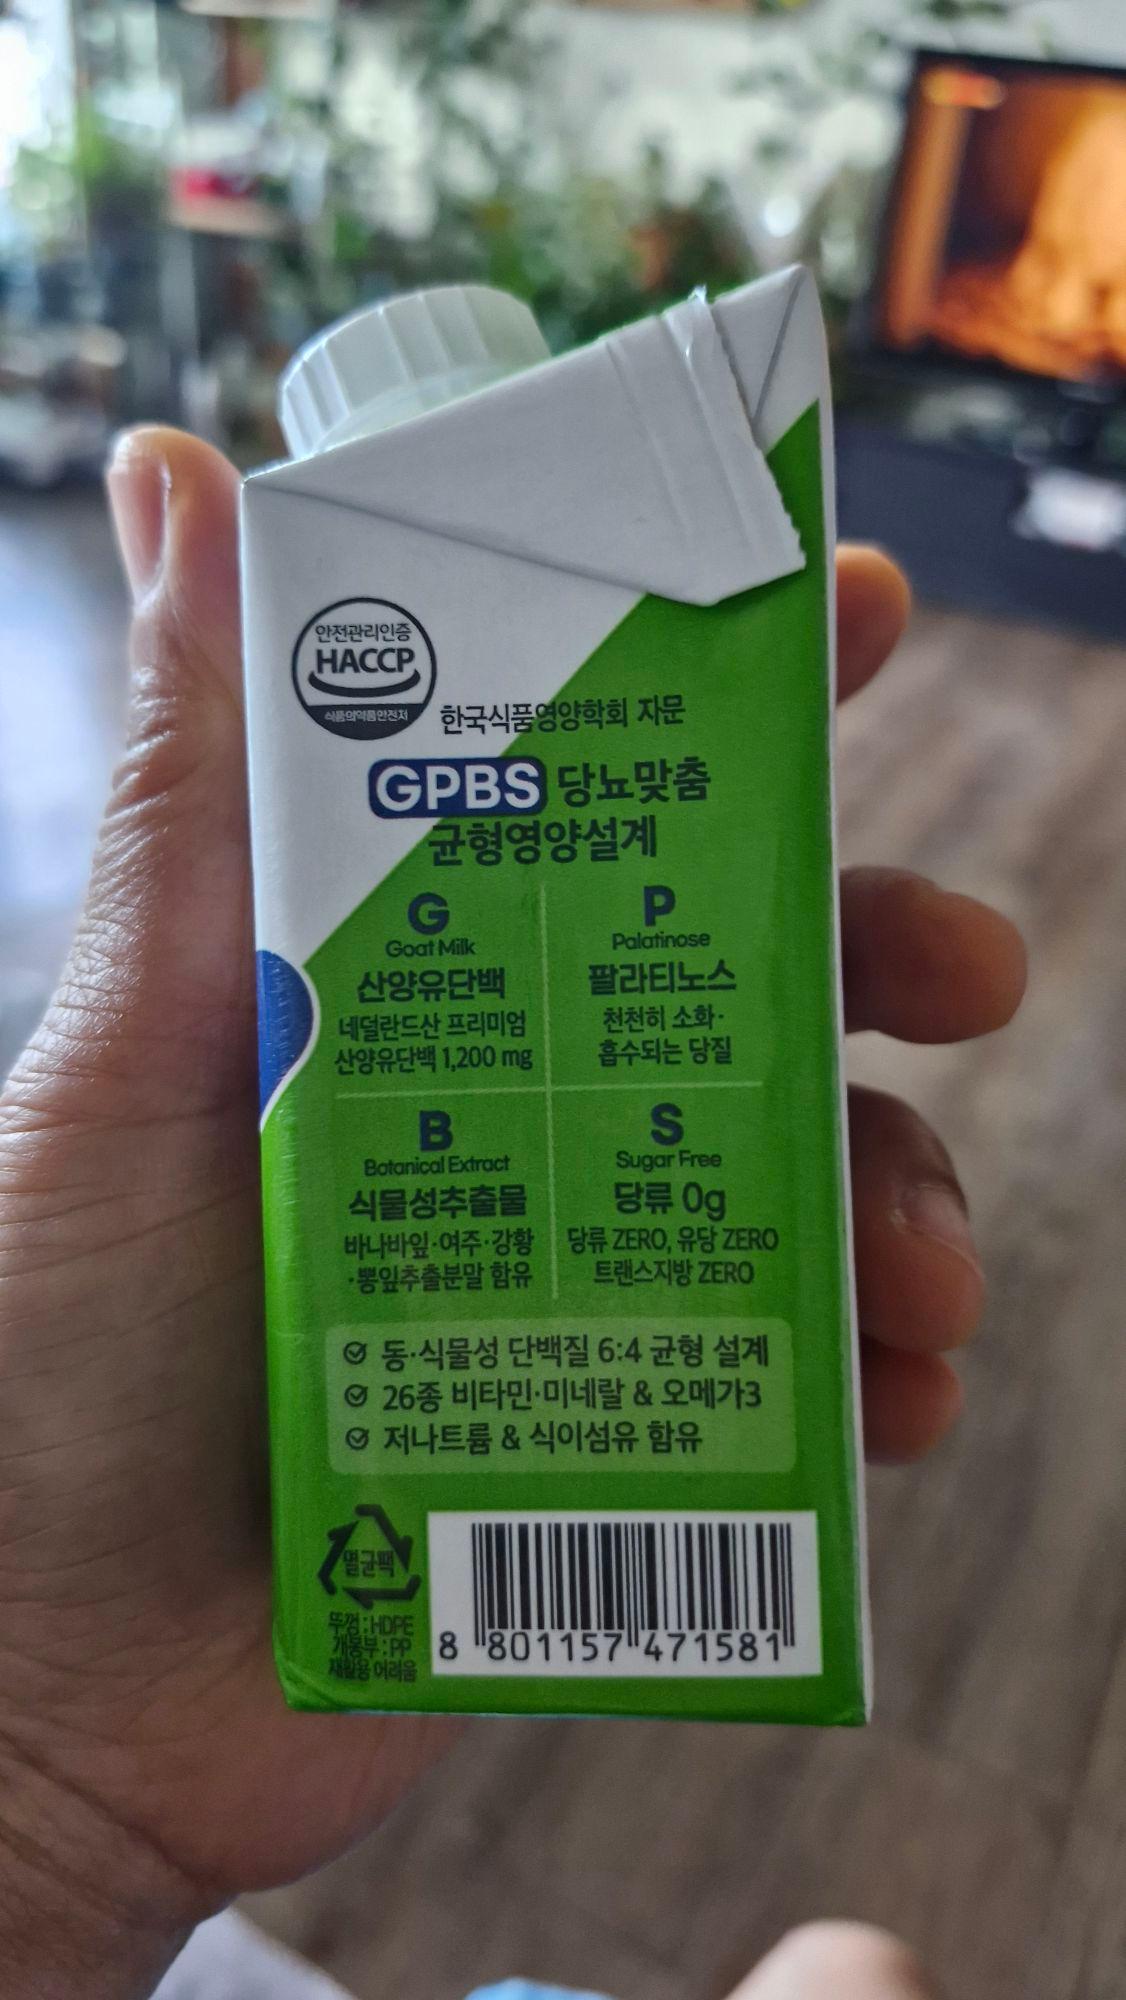 안전관리인증
HACCP
식품의약품안전처
한국식품영양학회 자문
GPBS 당뇨맞춤
균형영양설계
G
Goat Milk
산양유단백
네덜란드산 프리미엄
산양유단백 1,200 mg
P
Palatinose
팔라티노스
천천히 소화·
흡수되는 당질
B
Botanical Extract
식물성추출물
바나바잎·여주·강황
·뽕잎추출분말 함유
S
Sugar Free
당류 0g
당류 ZERO, 유당 ZERO
트랜스지방 ZERO
동·식물성 단백질 6:4 균형 설계
26종 비타민·미네랄 & 오메가3
저나트륨 & 식이섬유 함유
멸균팩
뚜껑:HDPE
개봉부:PP
재활용 어려움
8 801157 471581